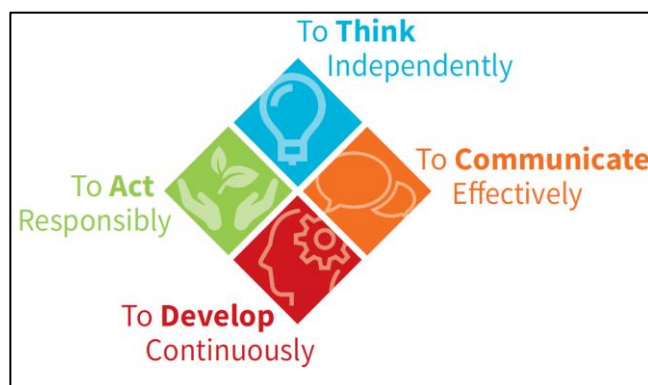 To Think
Independently
To Communicate
Effectively
To Act
Responsibly
To Develop
Continuously